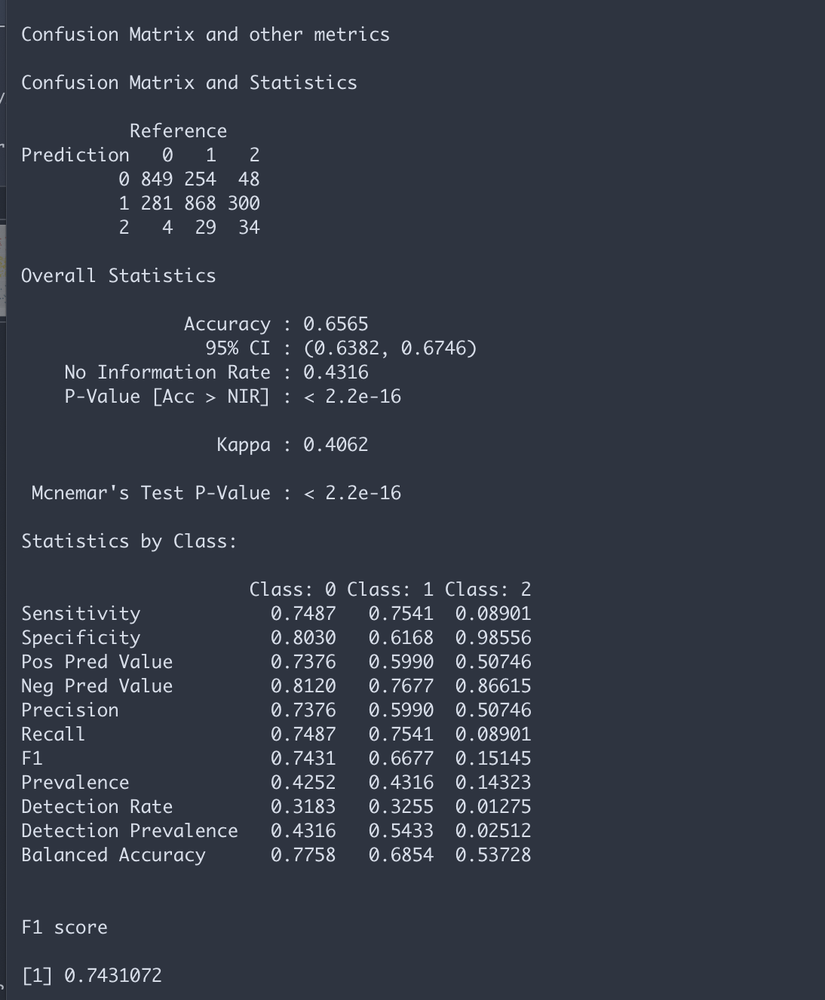 Confusion Matrix and other metrics
Confusion Matrix and Statistics
Reference
Prediction 0 1 2
0 849 254 48
1 281 868 300
2 4 29 34
Overall Statistics
Accuracy : 0.6565
95% CI : (0.6382, 0.6746)
No Information Rate : 0.4316
P-Value [Acc > NIR] : < 2.2e-16
Kappa : 0.4062
Mcnemar's Test P-Value : < 2.2e-16
Statistics by Class:
Class: 0 Class: 1 Class: 2
Sensitivity 0.7487 0.7541 0.08901
Specificity 0.8030 0.6168 0.98556
Pos Pred Value 0.7376 0.5990 0.50746
Neg Pred Value 0.8120 0.7677 0.86615
Precision 0.7376 0.5990 0.50746
Recall 0.7487 0.7541 0.08901
F1 0.7431 0.6677 0.15145
Prevalence 0.4252 0.4316 0.14323
Detection Rate 0.3183 0.3255 0.01275
Detection Prevalence 0.4316 0.5433 0.02512
Balanced Accuracy 0.7758 0.6854 0.53728
F1 score
[1] 0.7431072